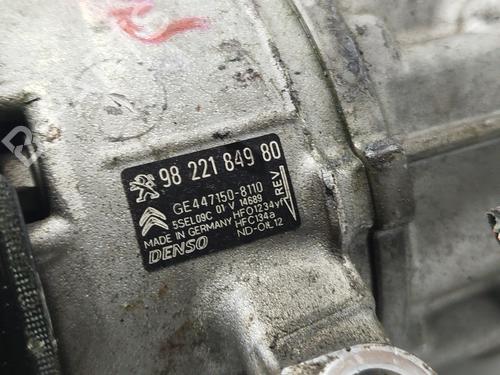 98 221 849 80
GE447150-8110
5SEL09C 01 V 14689
MADE IN GERMANY
DENSO
HFO1234yf
HFC134a
ND-OIL12
REV